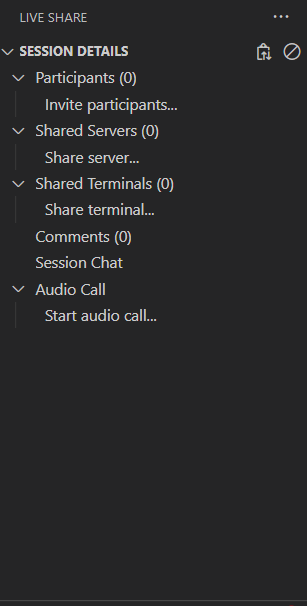 LIVE SHARE
SESSION DETAILS
Participants (0)
Invite participants...
Shared Servers (0)
Share server...
Shared Terminals (0)
Share terminal...
Comments (0)
Session Chat
Audio Call
Start audio call...